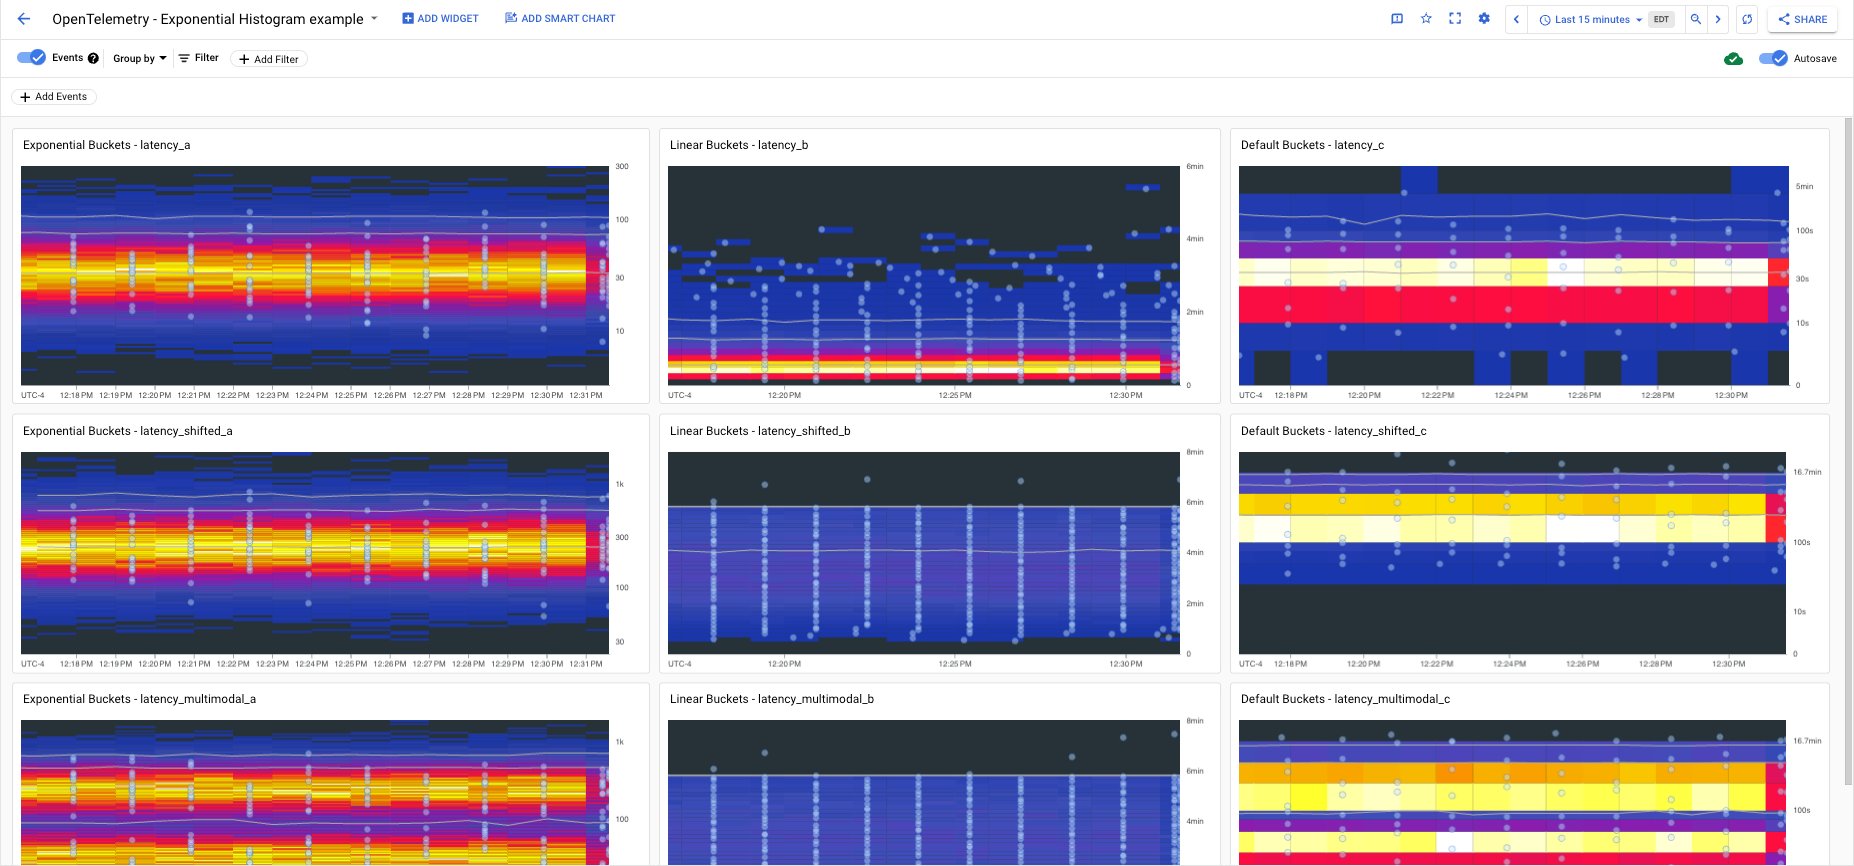 OpenTelemetry - Exponential Histogram example
ADD WIDGET
ADD SMART CHART
Last 15 minutes
EDT
SHARE
Events
Group by
Filter
Add Filter
Autosave
Add Events
Exponential Buckets - latency_a
300
100
30
10
UTC-4 12:18 PM 12:19 PM 12:20 PM 12:21 PM 12:22 PM 12:23 PM 12:24 PM 12:25 PM 12:26 PM 12:27 PM 12:28 PM 12:29 PM 12:30 PM 12:31 PM
Linear Buckets - latency_b
6min
4min
2min
0
UTC-4 12:20 PM 12:25 PM 12:30 PM
Default Buckets - latency_c
5min
100s
30s
10s
0
UTC-4 12:18 PM 12:20 PM 12:22 PM 12:24 PM 12:26 PM 12:28 PM 12:30 PM
Exponential Buckets - latency_shifted_a
1k
300
100
30
UTC-4 12:18 PM 12:19 PM 12:20 PM 12:21 PM 12:22 PM 12:23 PM 12:24 PM 12:25 PM 12:26 PM 12:27 PM 12:28 PM 12:29 PM 12:30 PM 12:31 PM
Linear Buckets - latency_shifted_b
8min
6min
4min
2min
0
UTC-4 12:20 PM 12:25 PM 12:30 PM
Default Buckets - latency_shifted_c
16.7min
100s
10s
0
UTC-4 12:18 PM 12:20 PM 12:22 PM 12:24 PM 12:26 PM 12:28 PM 12:30 PM
Exponential Buckets - latency_multimodal_a
1k
100
Linear Buckets - latency_multimodal_b
8min
6min
4min
Default Buckets - latency_multimodal_c
16.7min
100s